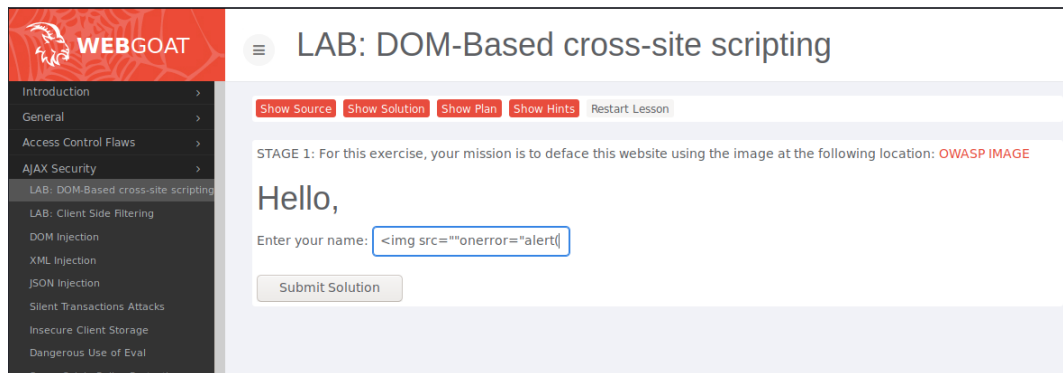 WEBGOAT
≡ LAB: DOM-Based cross-site scripting
Introduction ›
General ›
Access Control Flaws ›
AJAX Security ›
LAB: DOM-Based cross-site scripting
LAB: Client Side Filtering
DOM Injection
XML Injection
JSON Injection
Silent Transactions Attacks
Insecure Client Storage
Dangerous Use of Eval
Show Source Show Solution Show Plan Show Hints Restart Lesson
STAGE 1: For this exercise, your mission is to deface this website using the image at the following location: OWASP IMAGE
Hello,
Enter your name: <img src=""onerror="alert(
Submit Solution